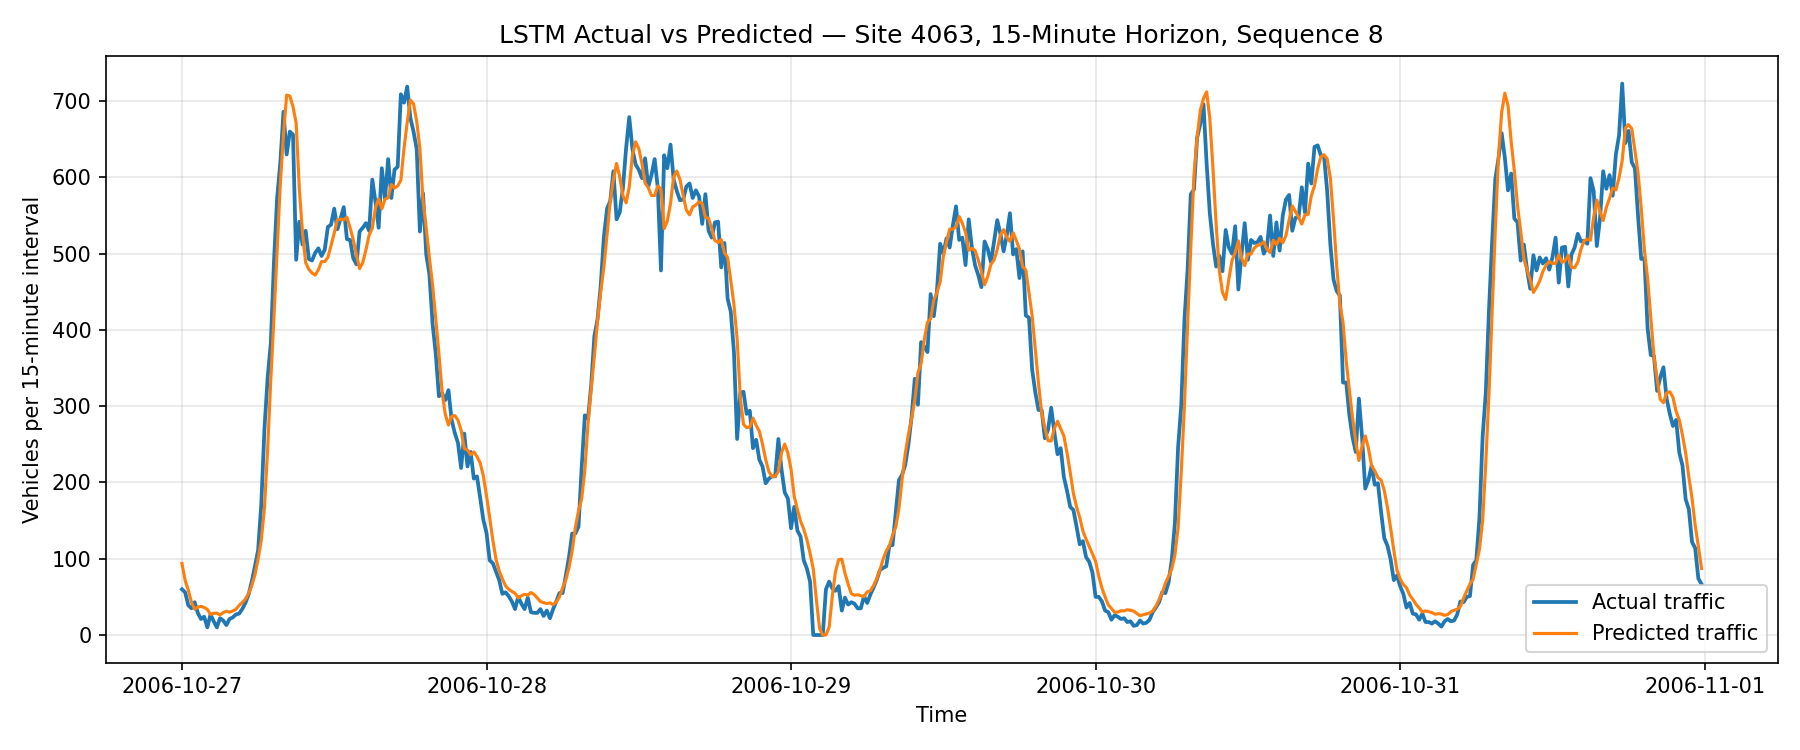 LSTM Actual vs Predicted — Site 4063, 15-Minute Horizon, Sequence 8
Vehicles per 15-minute interval
700
600
500
400
300
200
100
0
Actual traffic
Predicted traffic
2006-10-27
2006-10-28
2006-10-29
2006-10-30
2006-10-31
2006-11-01
Time